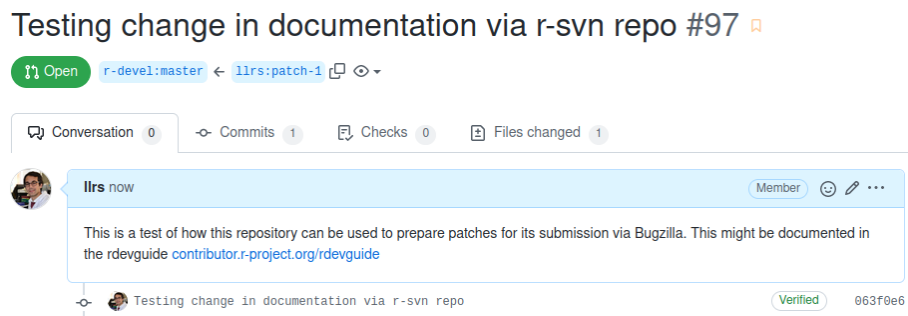 Testing change in documentation via r-svn repo #97
Open r-devel:master ← llrs:patch-1
Conversation 0 Commits 1 Checks 0 Files changed 1
llrs now Member
This is a test of how this repository can be used to prepare patches for its submission via Bugzilla. This might be documented in
the rdevguide contributor.r-project.org/rdevguide
Testing change in documentation via r-svn repo Verified 063f0e6